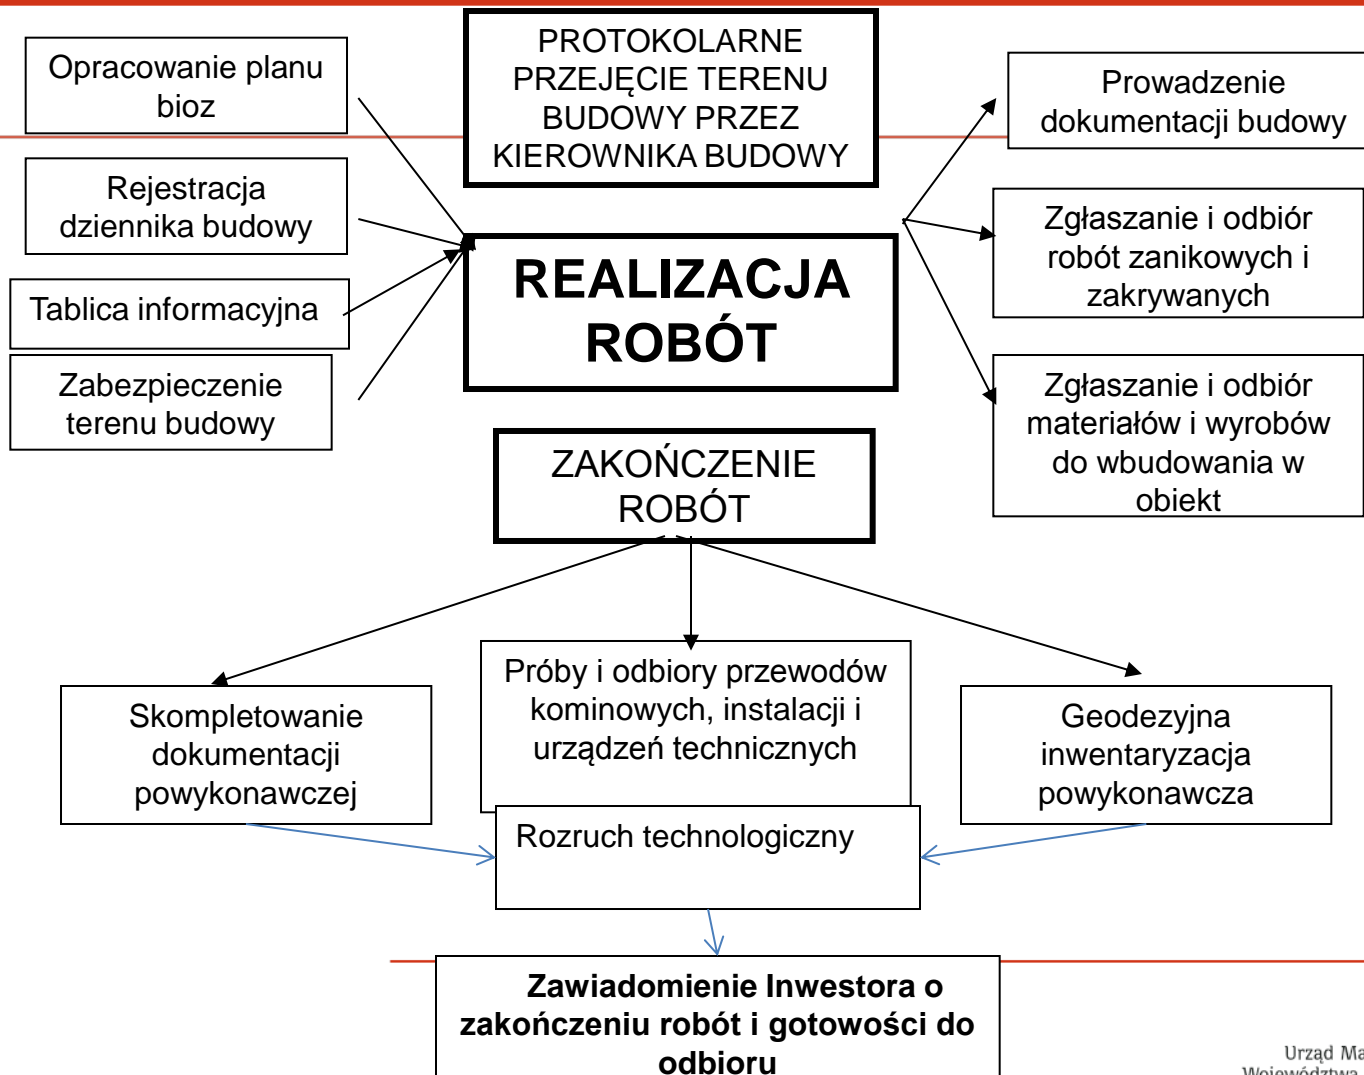 PROTOKOLARNE
PRZEJĘCIE TERENU
BUDOWY PRZEZ
KIEROWNIKA BUDOWY
Opracowanie planu
bioz
Rejestracja
dziennika budowy
Tablica informacyjna
Zabezpieczenie
terenu budowy
REALIZACJA
ROBÓT
Prowadzenie
dokumentacji budowy
Zgłaszanie i odbiór
robót zanikowych i
zakrywanych
Zgłaszanie i odbiór
materiałów i wyrobów
do wbudowania w
obiekt
ZAKOŃCZENIE
ROBÓT
Skompletowanie
dokumentacji
powykonawczej
Próby i odbiory przewodów
kominowych, instalacji i
urządzeń technicznych
Geodezyjna
inwentaryzacja
powykonawcza
Rozruch technologiczny
Zawiadomienie Inwestora o
zakończeniu robót i gotowości do
odbioru
Urząd Ma
Województwa